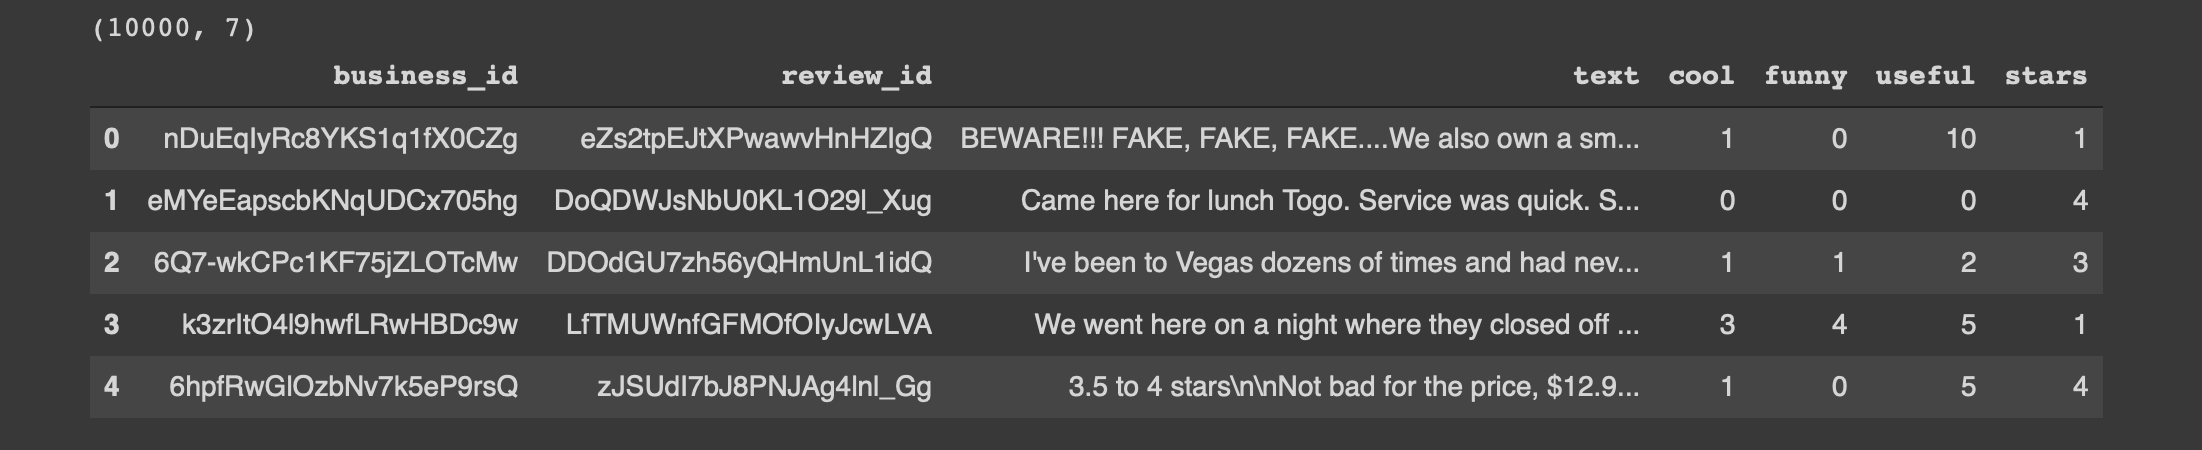 (10000, 7)
business_id review_id text cool funny useful stars
0 nDuEqIyRc8YKS1q1fX0CZg eZs2tpEJtXPwawvHnHZIgQ BEWARE!!! FAKE, FAKE, FAKE....We also own a sm... 1 0 10 1
1 eMYeEapscbKNqUDCx705hg DoQDWJsNbU0KL1O29l_Xug Came here for lunch Togo. Service was quick. S... 0 0 0 4
2 6Q7-wkCPc1KF75jZLOTcMw DDOdGU7zh56yQHmUnL1idQ I've been to Vegas dozens of times and had nev... 1 1 2 3
3 k3zrItO4l9hwfLRwHBDc9w LfTMUWnfGFMOfOIyJcwLVA We went here on a night where they closed off ... 3 4 5 1
4 6hpfRwGlOzbNv7k5eP9rsQ zJSUdI7bJ8PNJAg4lnl_Gg 3.5 to 4 stars\n\nNot bad for the price, $12.9... 1 0 5 4